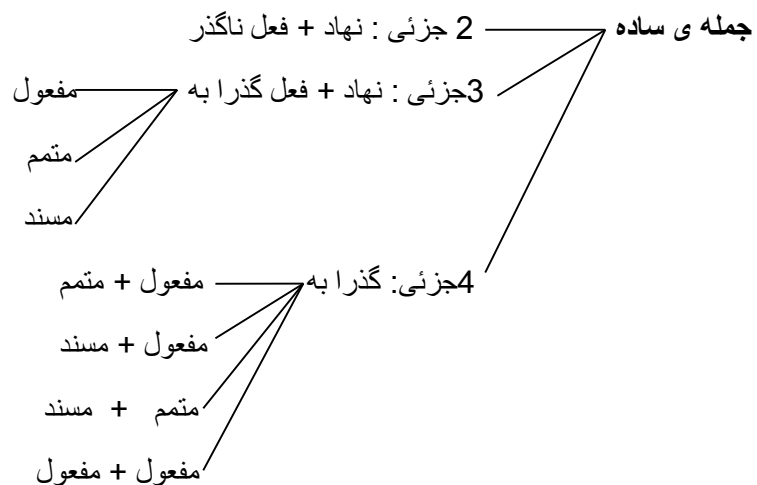 جمله ی ساده
2 جزئی : نهاد + فعل ناگذر
3جزئی : نهاد + فعل گذرا به
مفعول
متمم
مسند
4جزئی: گذرا به
مفعول + متمم
مفعول + مسند
متمم + مسند
مفعول + مفعول